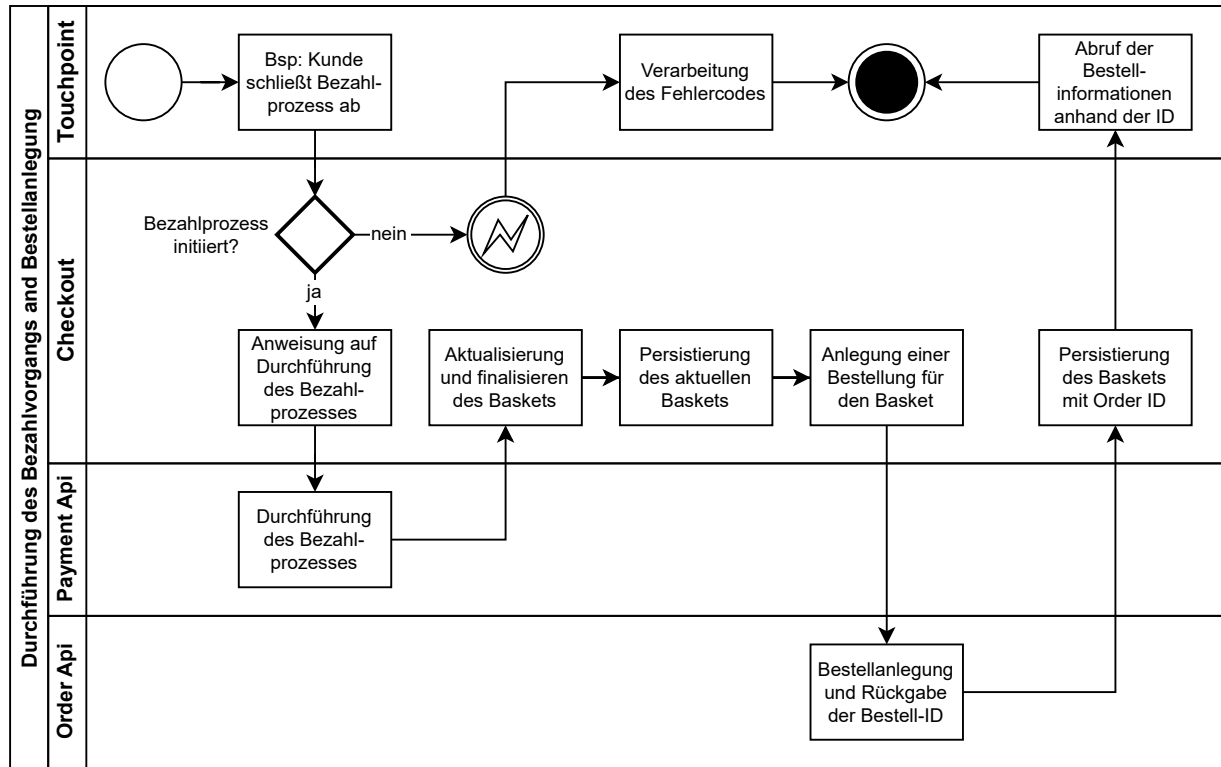 Durchführung des Bezahlvorgangs and Bestellanlegung
Touchpoint
Bsp: Kunde
schließt Bezahl-
prozess ab
Verarbeitung
des Fehlercodes
Abruf der
Bestell-
informationen
anhand der ID
Checkout
Bezahlprozess
initiiert?
nein
ja
Anweisung auf
Durchführung
des Bezahl-
prozesses
Aktualisierung
und finalisieren
des Baskets
Persistierung
des aktuellen
Baskets
Anlegung einer
Bestellung für
den Basket
Persistierung
des Baskets
mit Order ID
Payment Api
Durchführung
des Bezahl-
prozesses
Order Api
Bestellanlegung
und Rückgabe
der Bestell-ID